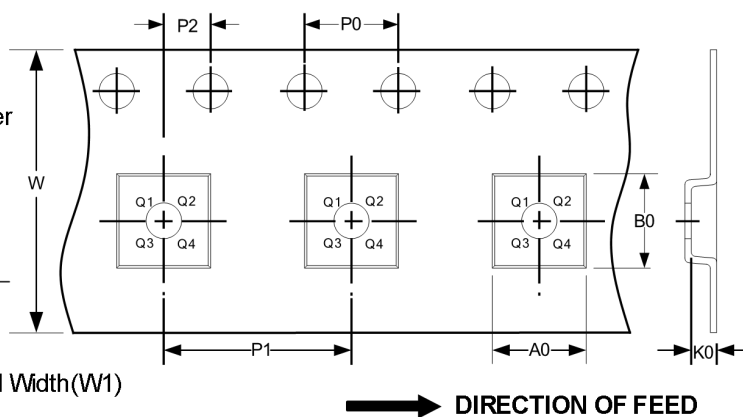 P2
P0
er
W
Q1 Q2
Q3 Q4
Q1 Q2
Q3 Q4
Q1 Q2
Q3 Q4
B0
P1
A0
K0
l Width(W1)
DIRECTION OF FEED